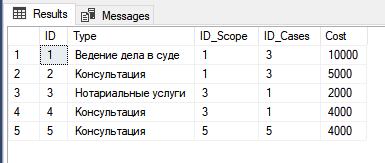 Results Messages
ID Type ID_Scope ID_Cases Cost
1 1 Ведение дела в суде 1 3 10000
2 2 Консультация 1 3 5000
3 3 Нотариальные услуги 3 1 2000
4 4 Консультация 3 1 4000
5 5 Консультация 5 5 4000